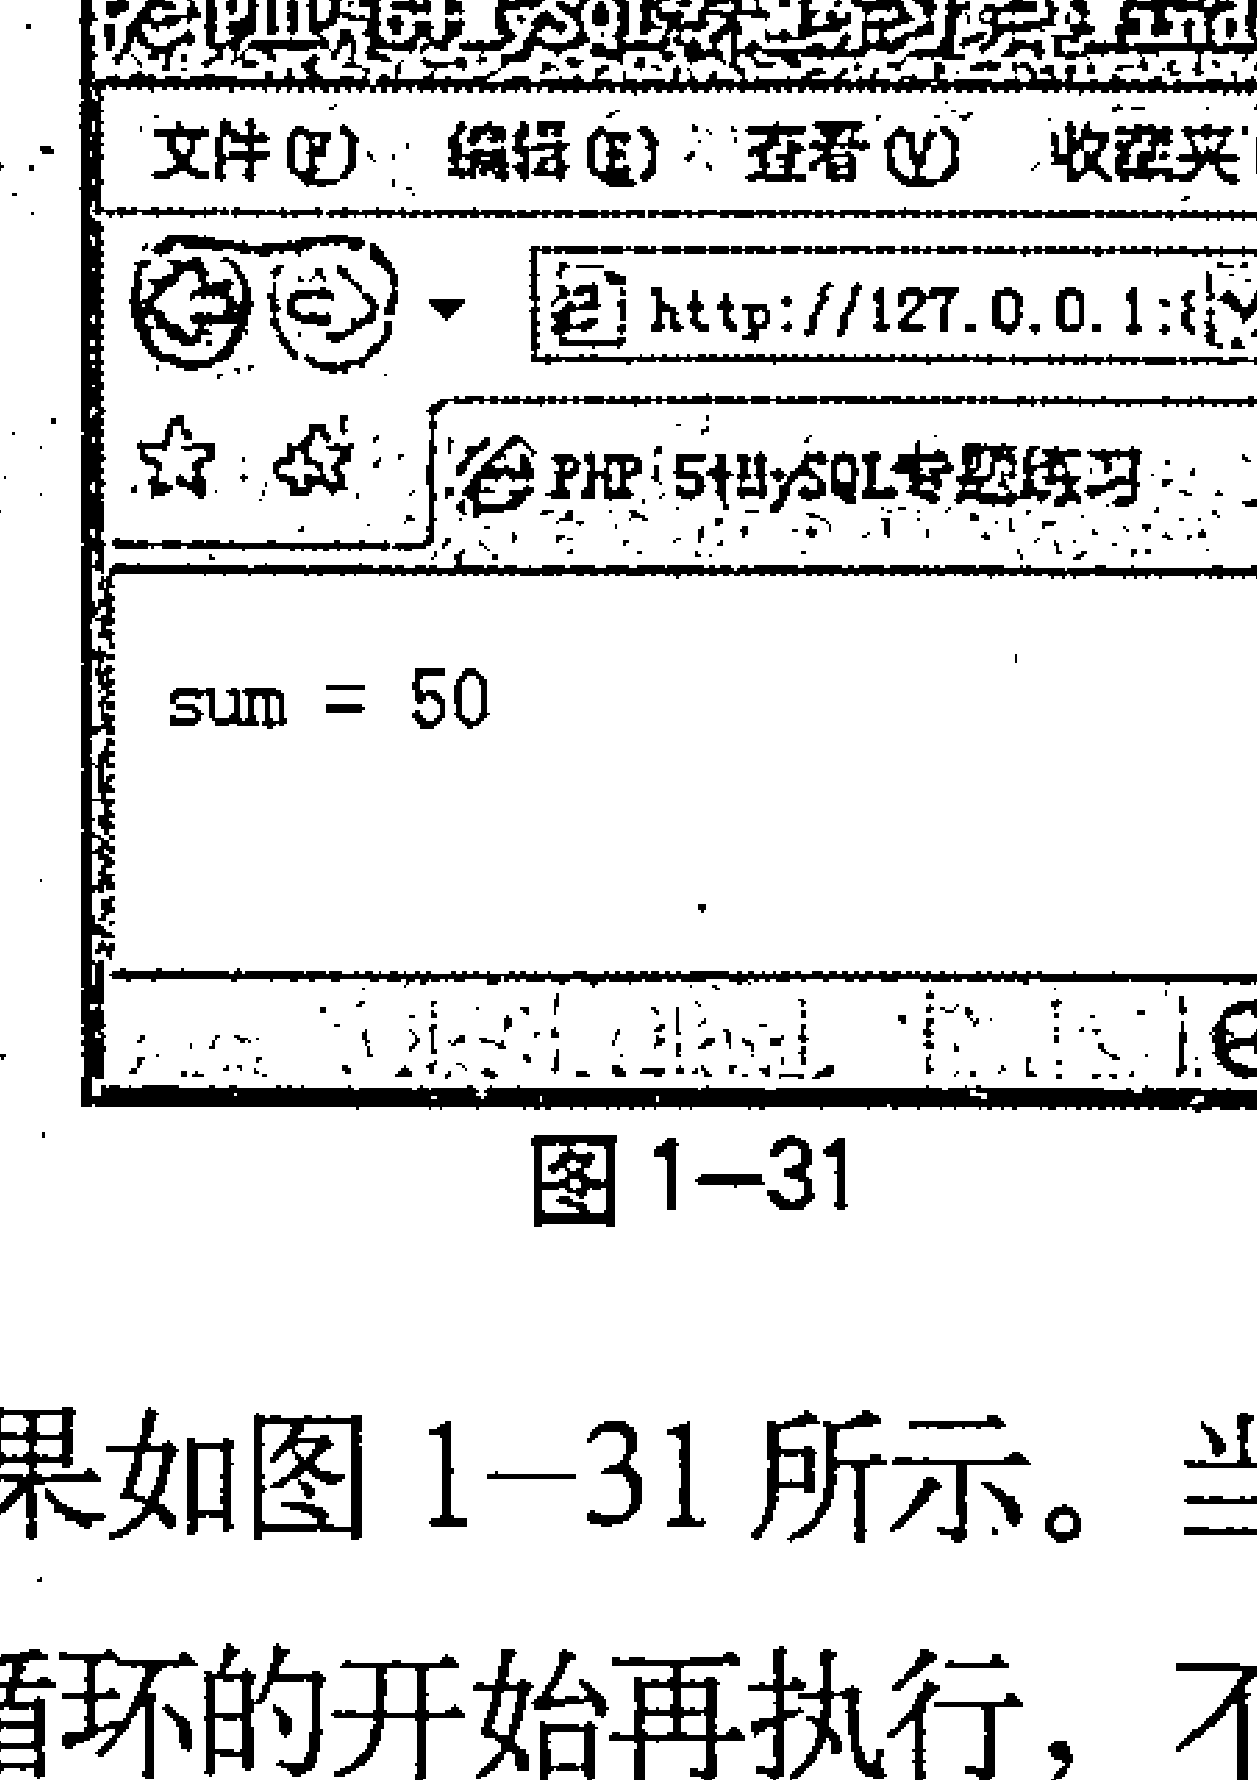 文件(F) 编辑(E) 查看(V) 收藏夹
http://127.0.0.1:
PHP 5+MySQL专题练习
sum = 50
图 1-31
果如图 1-31 所示。当
循环的开始再执行，不